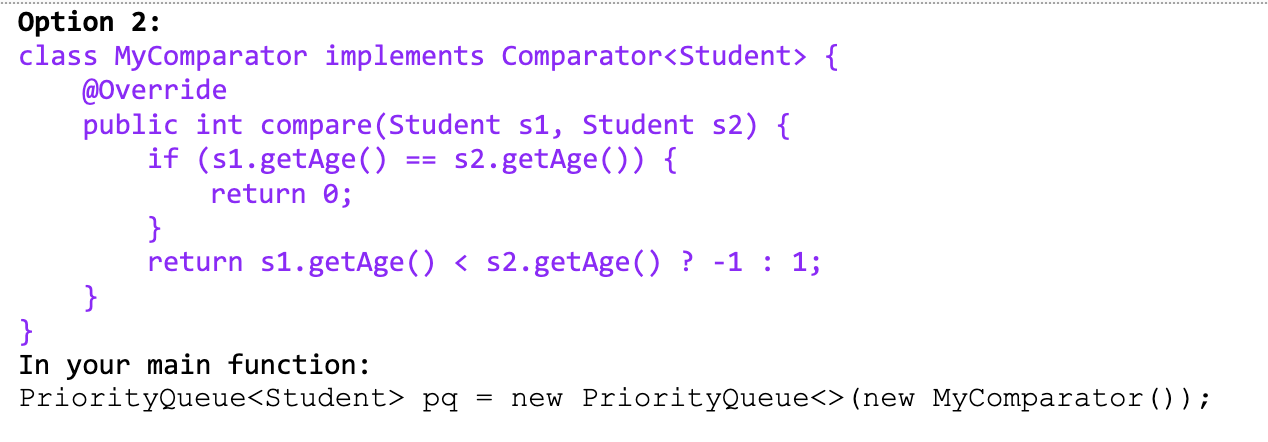 Option 2:
class MyComparator implements Comparator<Student> {
    @Override
    public int compare(Student s1, Student s2) {
        if (s1.getAge() == s2.getAge()) {
            return 0;
        }
        return s1.getAge() < s2.getAge() ? -1 : 1;
    }
}
In your main function:
PriorityQueue<Student> pq = new PriorityQueue<>(new MyComparator());